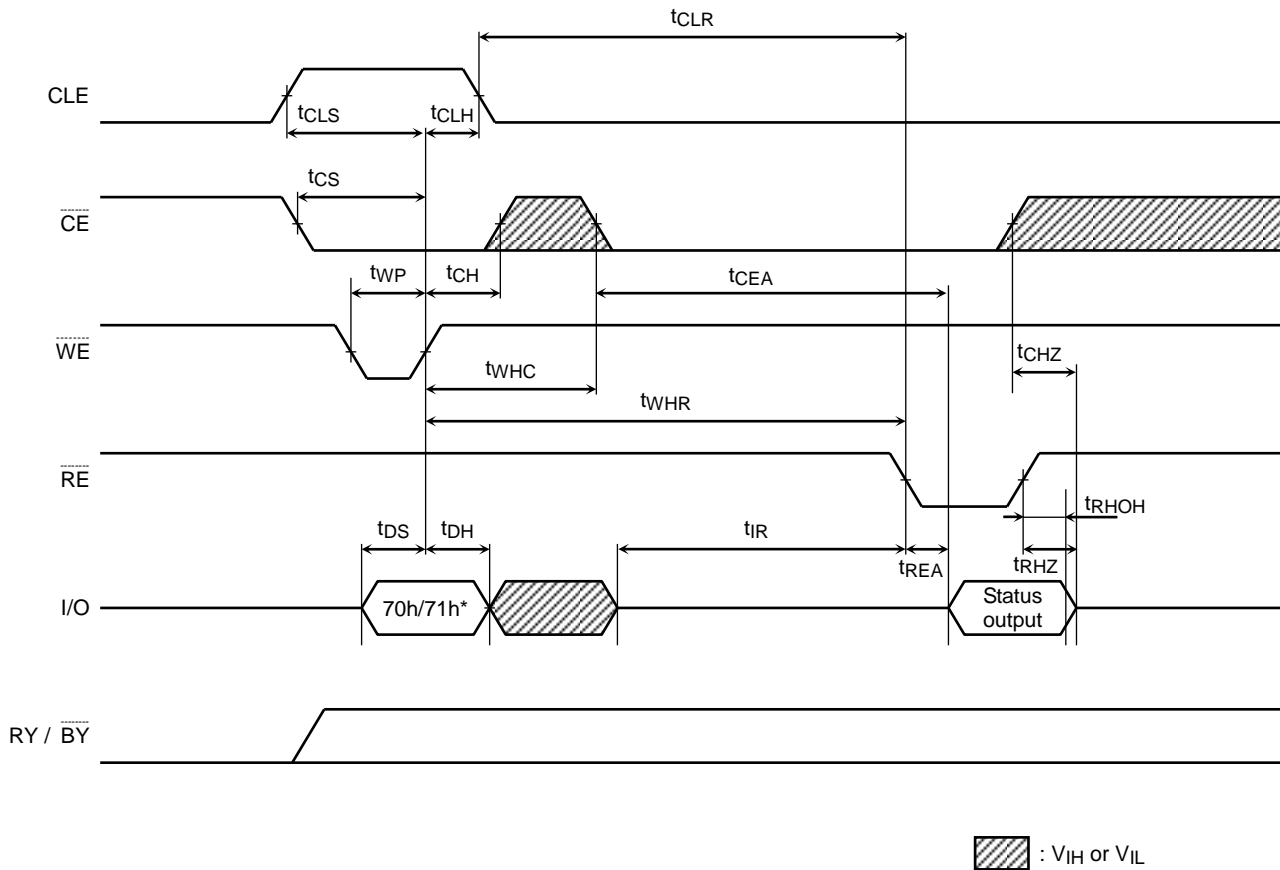 tCLR
CLE
tCLS
tCLH
tCS
CE
tWP
tCH
tCEA
WE
tCHZ
tWHC
tWHR
RE
tRHOH
tDS
tDH
tIR
tREA
tRHZ
I/O
70h/71h*
Status
output
RY / BY
: VIH or VIL